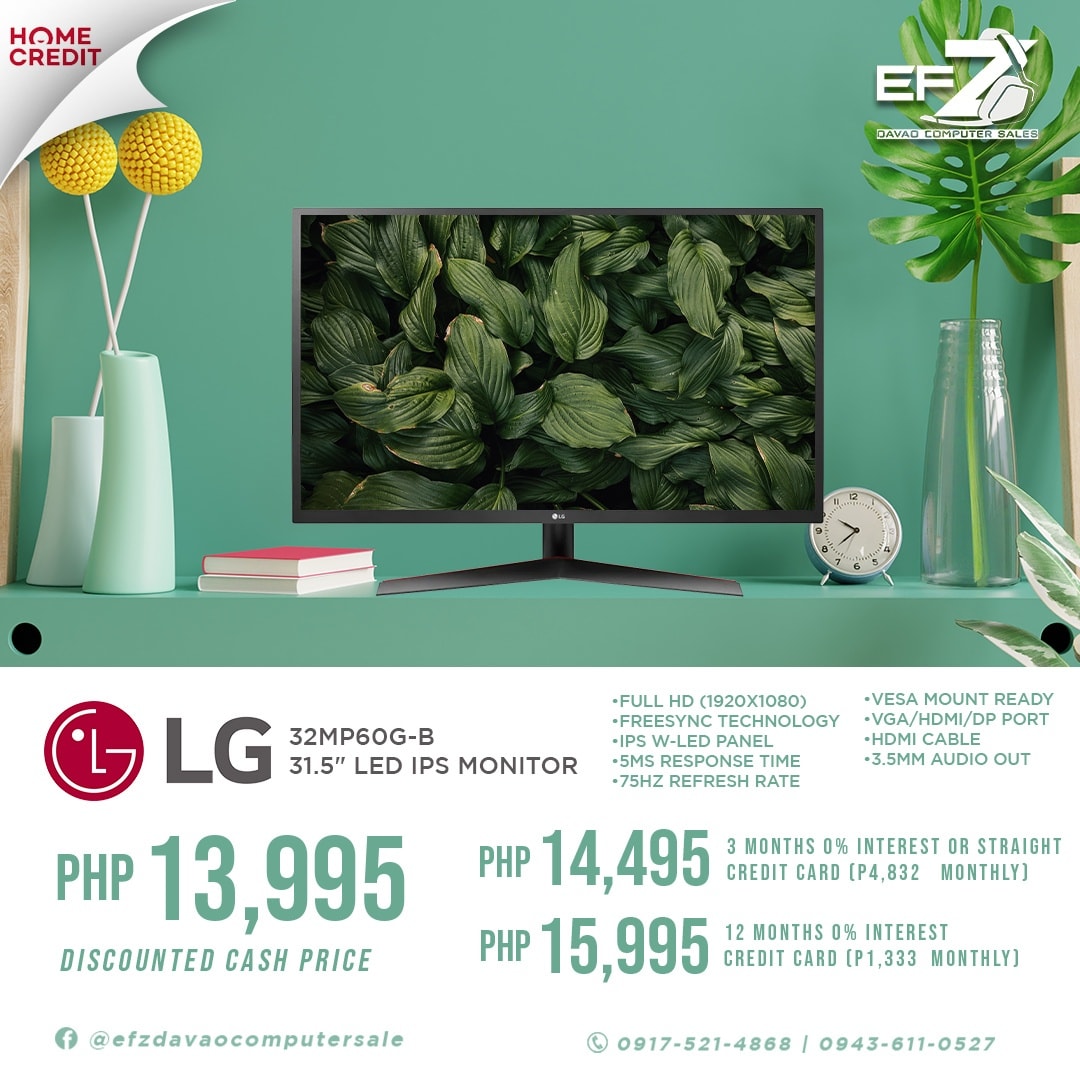 HOME
CREDIT
EFZ
DAVAO COMPUTER SALES
LG
12
LG
32MP60G-B
31.5" LED IPS MONITOR
•FULL HD (1920X1080)
•FREESYNC TECHNOLOGY
•IPS W-LED PANEL
•5MS RESPONSE TIME
•75HZ REFRESH RATE
•VESA MOUNT READY
•VGA/HDMI/DP PORT
•HDMI CABLE
•3.5MM AUDIO OUT
PHP 13,995
DISCOUNTED CASH PRICE
PHP 14,495 3 MONTHS 0% INTEREST OR STRAIGHT
CREDIT CARD (P4,832 MONTHLY)
PHP 15,995 12 MONTHS 0% INTEREST
CREDIT CARD (P1,333 MONTHLY)
@efzdavaocomputersale
0917-521-4868 | 0943-611-0527